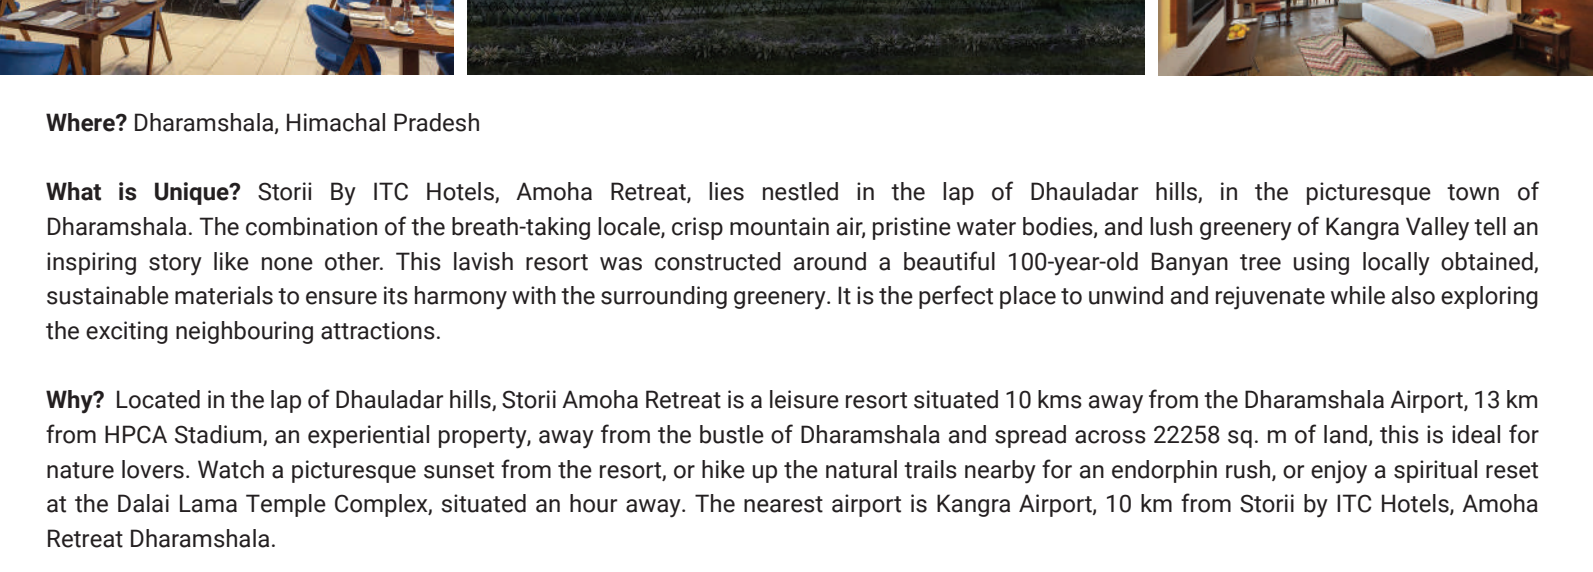 Where? Dharamshala, Himachal Pradesh
What is Unique? Storii By ITC Hotels, Amoha Retreat, lies nestled in the lap of Dhauladar hills, in the picturesque town of
Dharamshala. The combination of the breath-taking locale, crisp mountain air, pristine water bodies, and lush greenery of Kangra Valley tell an
inspiring story like none other. This lavish resort was constructed around a beautiful 100-year-old Banyan tree using locally obtained,
sustainable materials to ensure its harmony with the surrounding greenery. It is the perfect place to unwind and rejuvenate while also exploring
the exciting neighbouring attractions.
Why? Located in the lap of Dhauladar hills, Storii Amoha Retreat is a leisure resort situated 10 kms away from the Dharamshala Airport, 13 km
from HPCA Stadium, an experiential property, away from the bustle of Dharamshala and spread across 22258 sq. m of land, this is ideal for
nature lovers. Watch a picturesque sunset from the resort, or hike up the natural trails nearby for an endorphin rush, or enjoy a spiritual reset
at the Dalai Lama Temple Complex, situated an hour away. The nearest airport is Kangra Airport, 10 km from Storii by ITC Hotels, Amoha
Retreat Dharamshala.